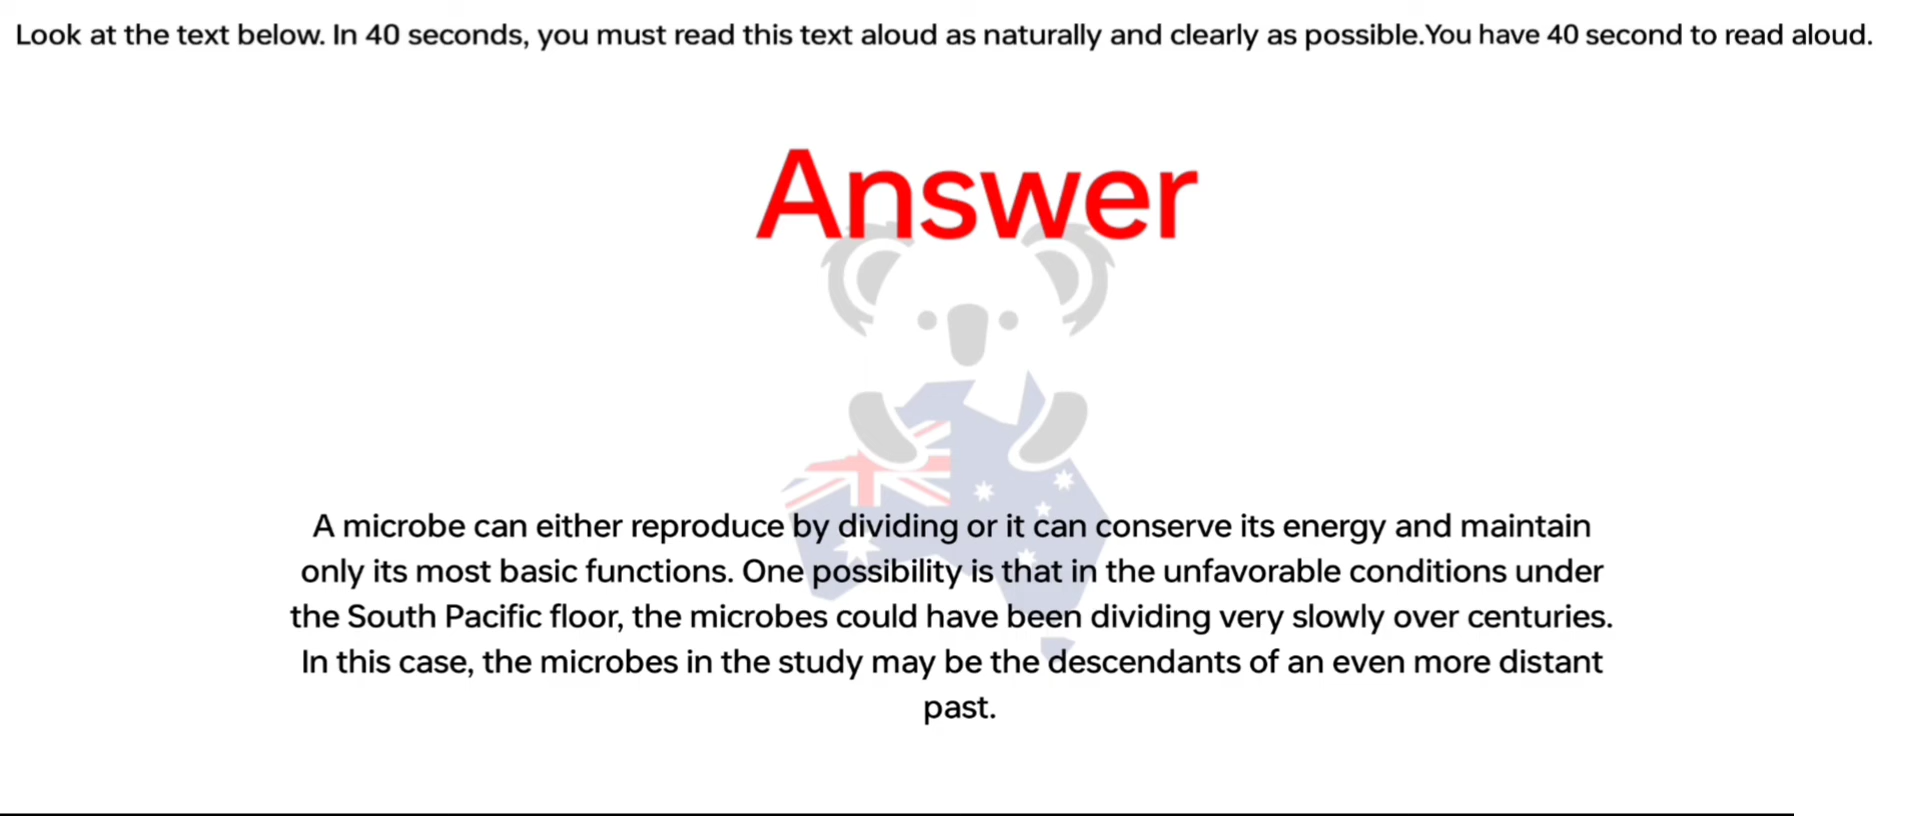 Look at the text below. In 40 seconds, you must read this text aloud as naturally and clearly as possible.You have 40 second to read aloud.
Answer
A microbe can either reproduce by dividing or it can conserve its energy and maintain
only its most basic functions. One possibility is that in the unfavorable conditions under
the South Pacific floor, the microbes could have been dividing very slowly over centuries.
In this case, the microbes in the study may be the descendants of an even more distant
past.